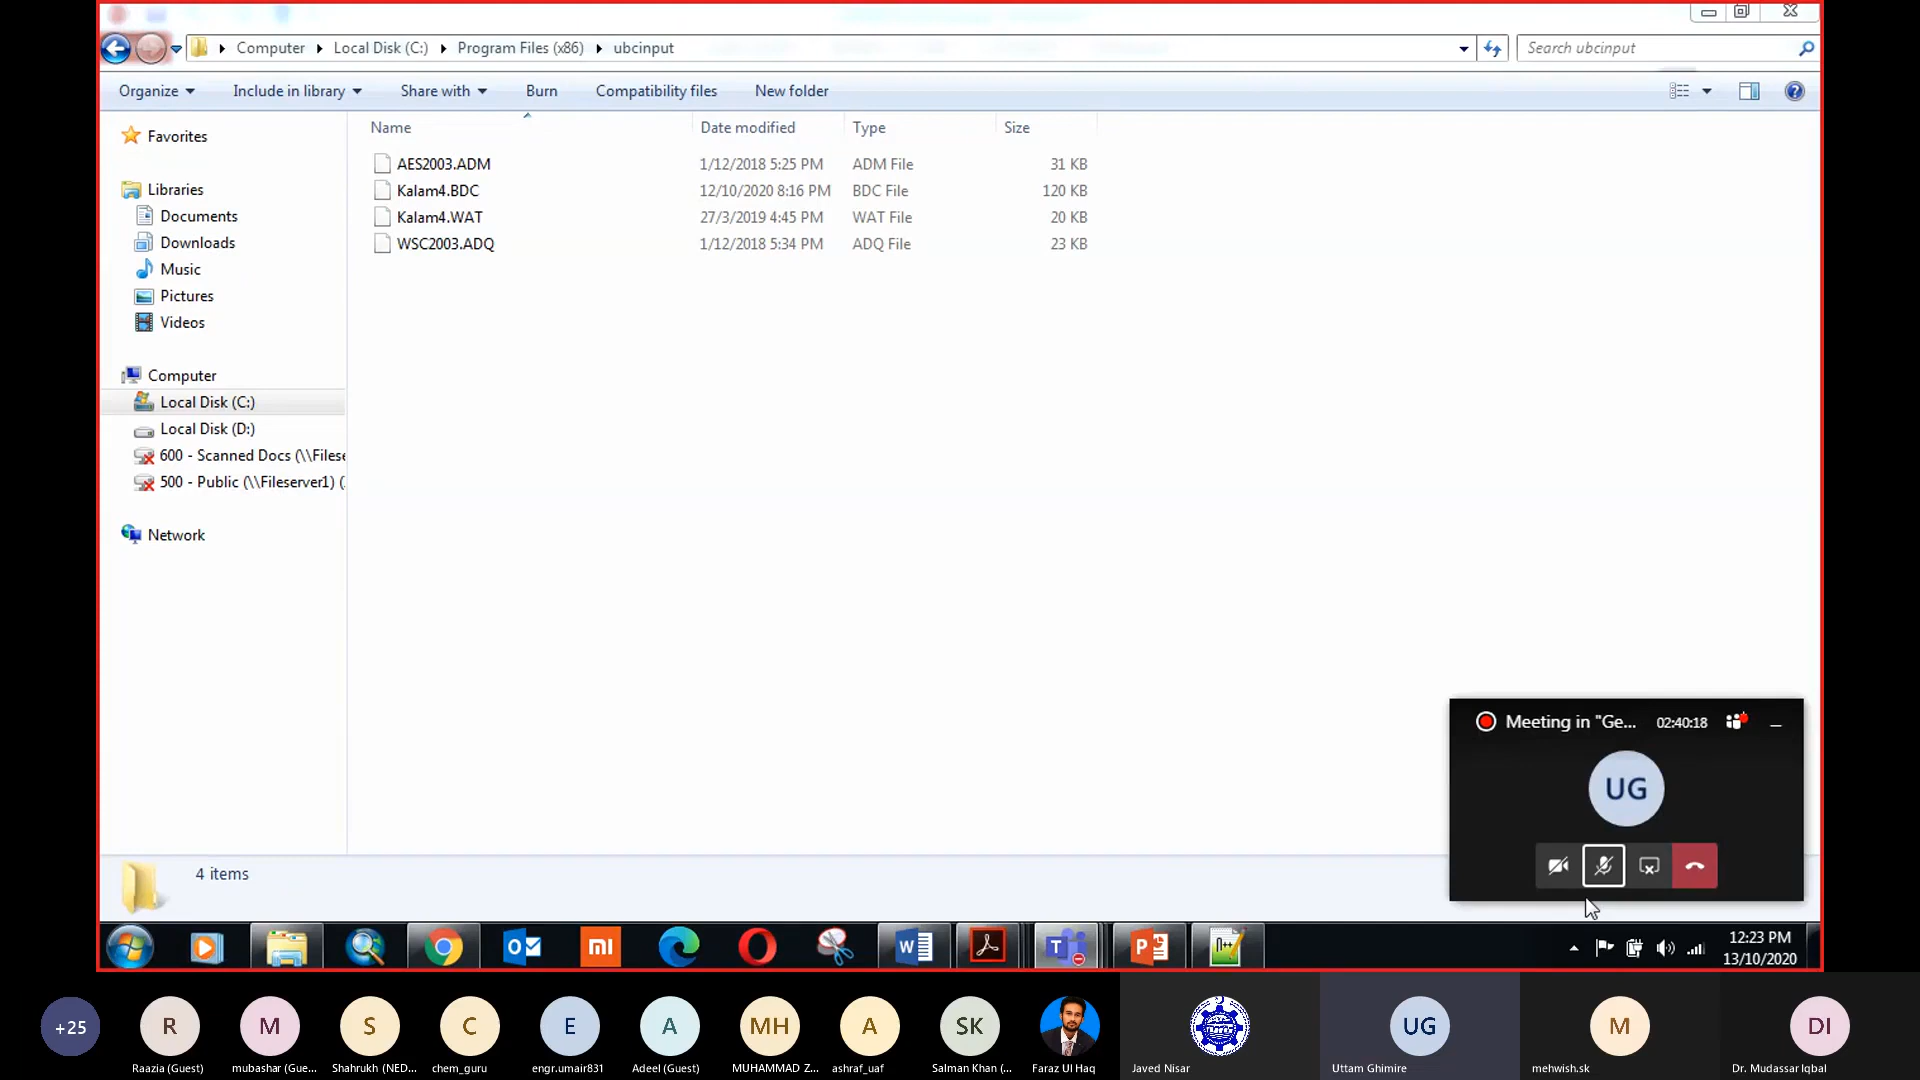 Computer Local Disk (C:) Program Files (x86) ubcinput
Search ubcinput
Organize Include in library Share with Burn Compatibility files New folder
Name Date modified Type Size
AES2003.ADM 1/12/2018 5:25 PM ADM File 31 KB
Kalam4.BDC 12/10/2020 8:16 PM BDC File 120 KB
Kalam4.WAT 27/3/2019 4:45 PM WAT File 20 KB
WSC2003.ADQ 1/12/2018 5:34 PM ADQ File 23 KB
Favorites
Libraries
Documents
Downloads
Music
Pictures
Videos
Computer
Local Disk (C:)
Local Disk (D:)
600 - Scanned Docs (\\Filese
500 - Public (\\Fileserver1) (
Network
4 items
Meeting in "Ge... 02:40:18
UG
12:23 PM
13/10/2020
+25 R M S C E A MH A SK UG M DI
Raazia (Guest) mubashar (Gue... Shahrukh (NED... chem_guru engr.umair831 Adeel (Guest) MUHAMMAD Z... ashraf_uaf Salman Khan (... Faraz Ul Haq Javed Nisar Uttam Ghimire mehwish.sk Dr. Mudassar Iqbal